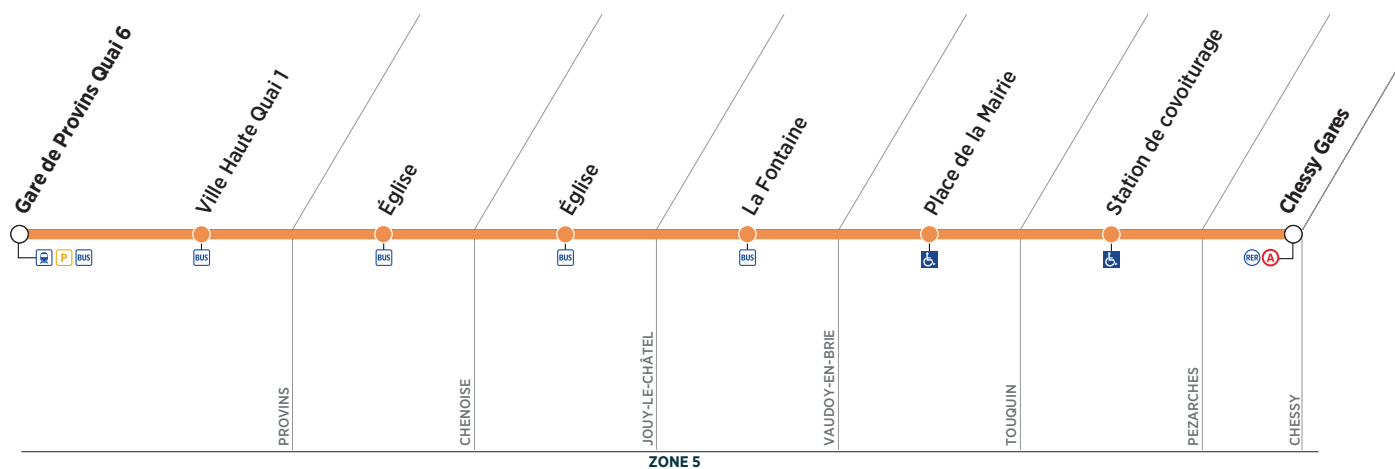 Gare de Provins Quai 6
Ville Haute Quai 1
Église
Église
La Fontaine
Place de la Mairie
Station de covoiturage
Chessy Gares
P BUS
BUS
BUS
BUS
BUS
RER A
PROVINS
CHENOISE
JOUY-LE-CHÂTEL
VAUDOY-EN-BRIE
TOUQUIN
PEZARCHES
CHESSY
ZONE 5